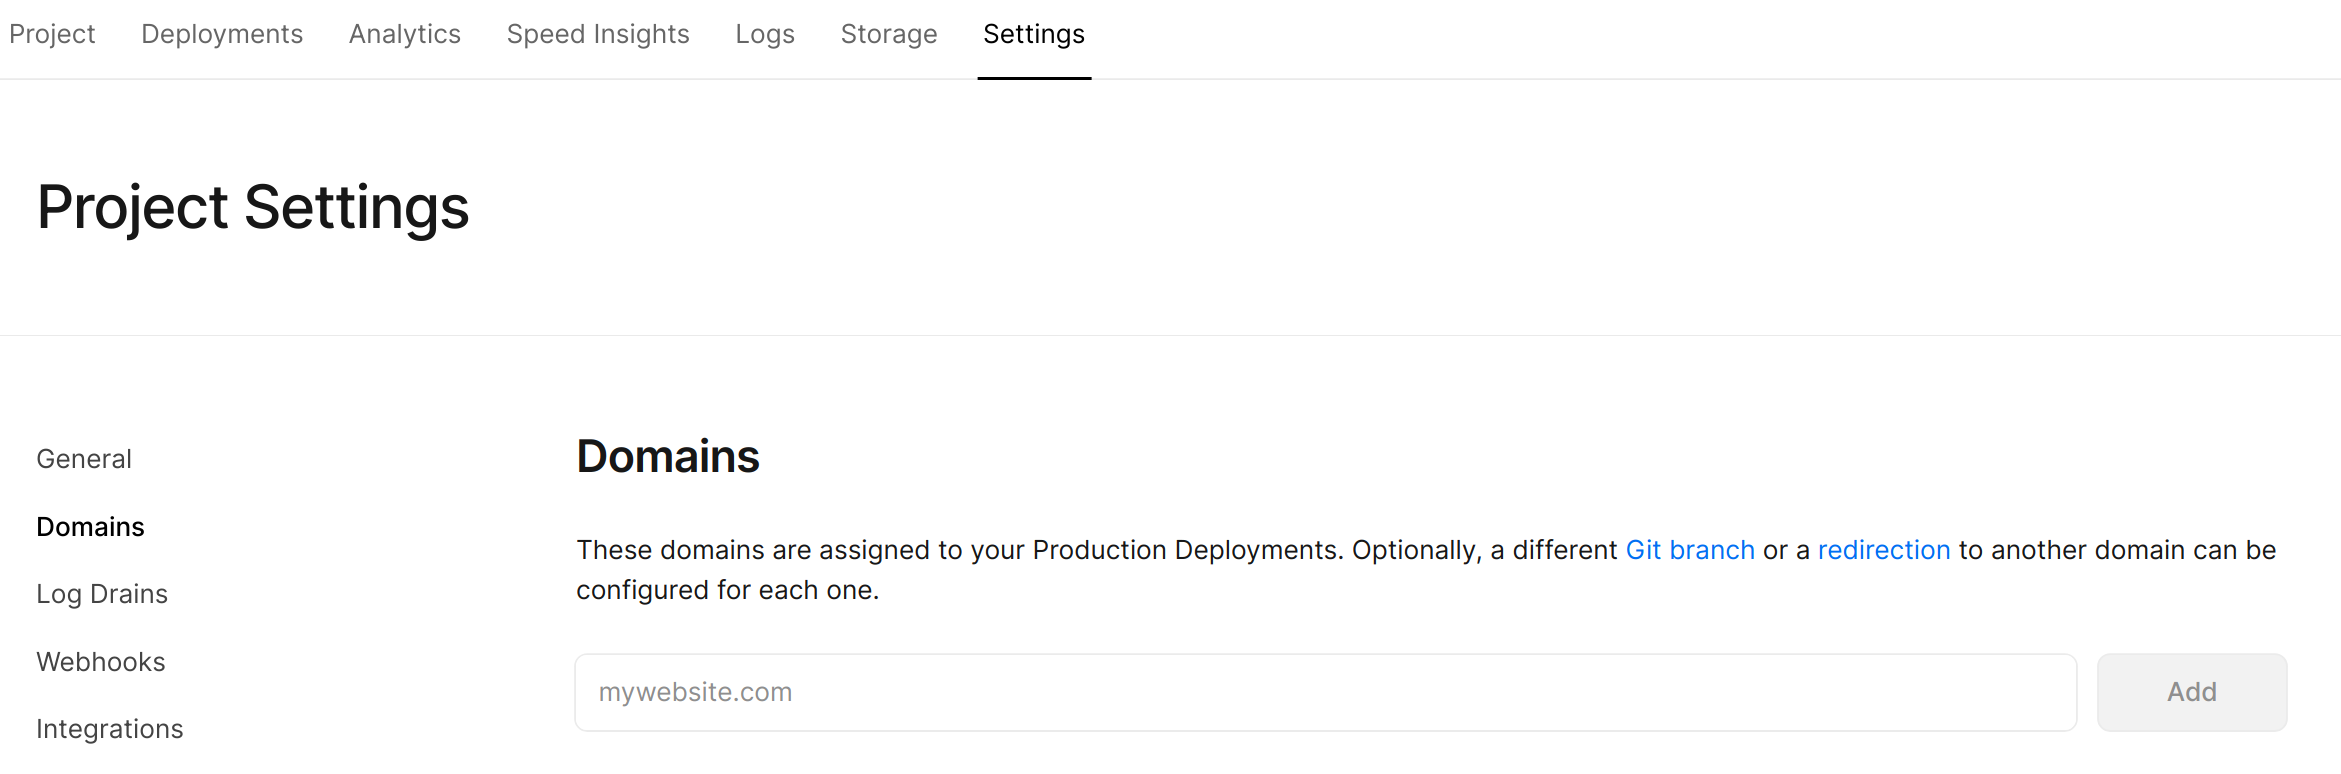 Project Deployments Analytics Speed Insights Logs Storage Settings
Project Settings
General
Domains
Log Drains
Webhooks
Integrations
Domains
These domains are assigned to your Production Deployments. Optionally, a different Git branch or a redirection to another domain can be
configured for each one.
mywebsite.com
Add